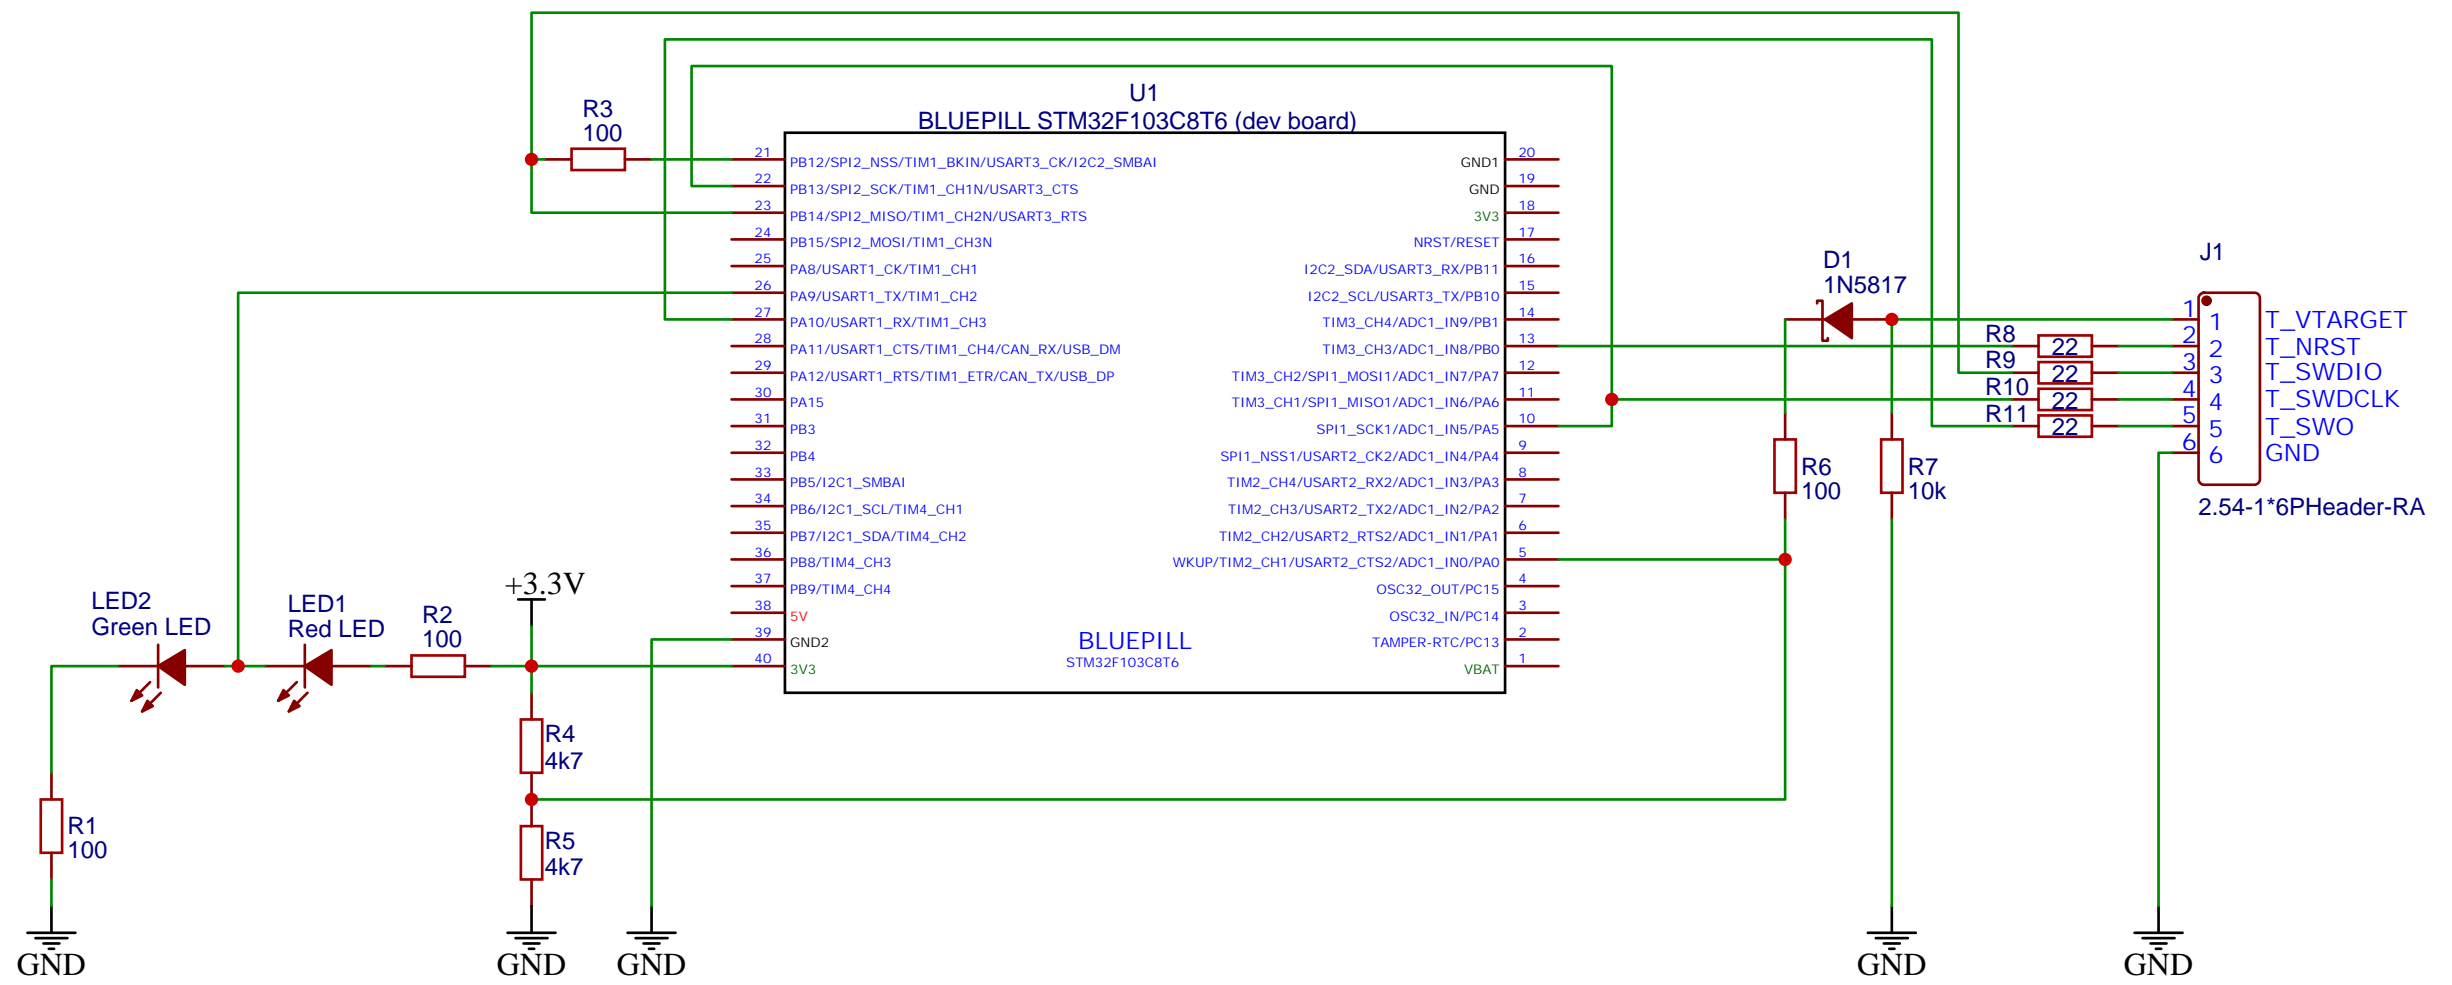 U1
BLUEPILL STM32F103C8T6 (dev board)
R3
100
21 PB12/SPI2_NSS/TIM1_BKIN/USART3_CK/I2C2_SMBAI
22 PB13/SPI2_SCK/TIM1_CH1N/USART3_CTS
23 PB14/SPI2_MISO/TIM1_CH2N/USART3_RTS
24 PB15/SPI2_MOSI/TIM1_CH3N
25 PA8/USART1_CK/TIM1_CH1
26 PA9/USART1_TX/TIM1_CH2
27 PA10/USART1_RX/TIM1_CH3
28 PA11/USART1_CTS/TIM1_CH4/CAN_RX/USB_DM
29 PA12/USART1_RTS/TIM1_ETR/CAN_TX/USB_DP
30 PA15
31 PB3
32 PB4
33 PB5/I2C1_SMBAI
34 PB6/I2C1_SCL/TIM4_CH1
35 PB7/I2C1_SDA/TIM4_CH2
36 PB8/TIM4_CH3
37 PB9/TIM4_CH4
38 5V
39 GND2
40 3V3
GND1 20
GND 19
3V3 18
NRST/RESET 17
I2C2_SDA/USART3_RX/PB11 16
I2C2_SCL/USART3_TX/PB10 15
TIM3_CH4/ADC1_IN9/PB1 14
TIM3_CH3/ADC1_IN8/PB0 13
TIM3_CH2/SPI1_MOSI1/ADC1_IN7/PA7 12
TIM3_CH1/SPI1_MISO1/ADC1_IN6/PA6 11
SPI1_SCK1/ADC1_IN5/PA5 10
SPI1_NSS1/USART2_CK2/ADC1_IN4/PA4 9
TIM2_CH4/USART2_RX2/ADC1_IN3/PA3 8
TIM2_CH3/USART2_TX2/ADC1_IN2/PA2 7
TIM2_CH2/USART2_RTS2/ADC1_IN1/PA1 6
WKUP/TIM2_CH1/USART2_CTS2/ADC1_IN0/PA0 5
OSC32_OUT/PC15 4
OSC32_IN/PC14 3
TAMPER-RTC/PC13 2
VBAT 1
BLUEPILL
STM32F103C8T6
D1
1N5817
J1
1 1 T_VTARGET
R8 22 2 2 T_NRST
R9 22 3 3 T_SWDIO
R10 22 4 4 T_SWDCLK
R11 22 5 5 T_SWO
6 6 GND
2.54-1*6PHeader-RA
R6
100
R7
10k
+3.3V
LED2
Green LED
LED1
Red LED
R2
100
R4
4k7
R1
100
R5
4k7
GND
GND
GND
GND
GND